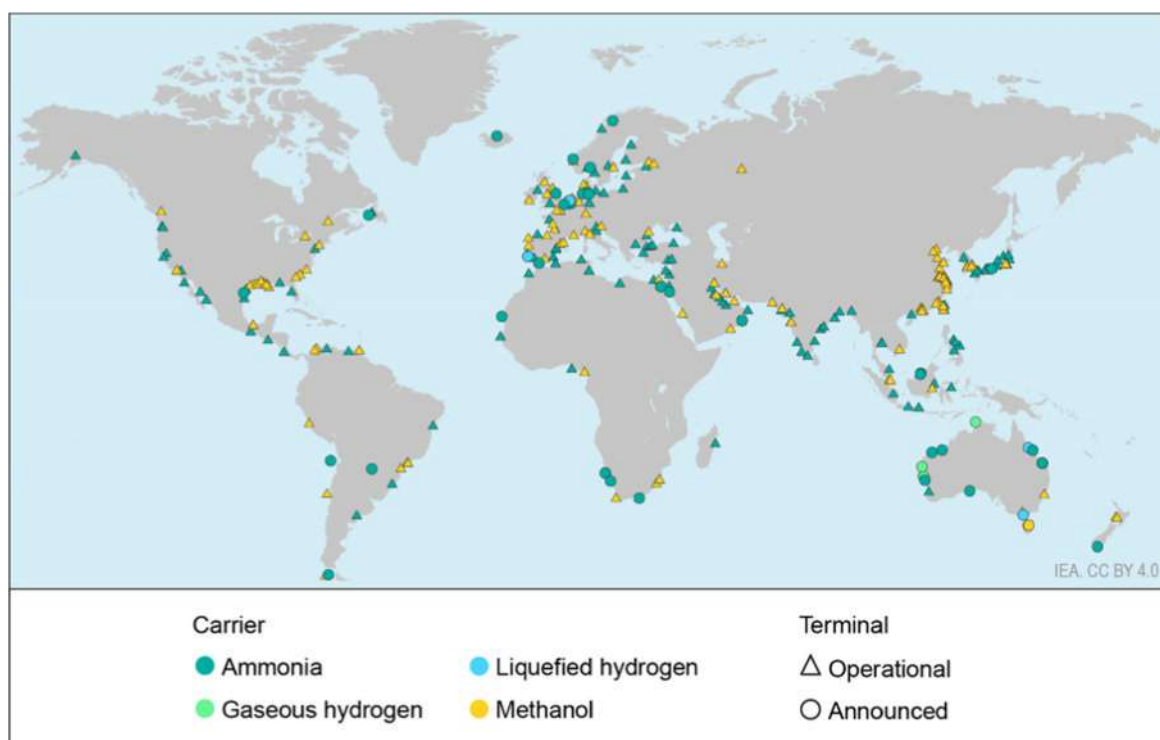 IEA. CC BY 4.0
Carrier
Terminal
Ammonia
Liquefied hydrogen
Operational
Gaseous hydrogen
Methanol
Announced